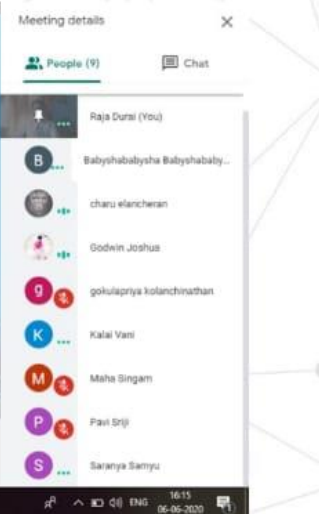 Meeting details
People (9)
Chat
Raja Durai (You)
B
Babyshababysha Babyshababy...
charu elancheran
Godwin Joshua
g
gokulapriya kolanchinathan
K
Kalai Vani
M
Maha Singam
P
Pavi Sriji
S
Saranya Samyu
ENG
16:15
06-06-2020